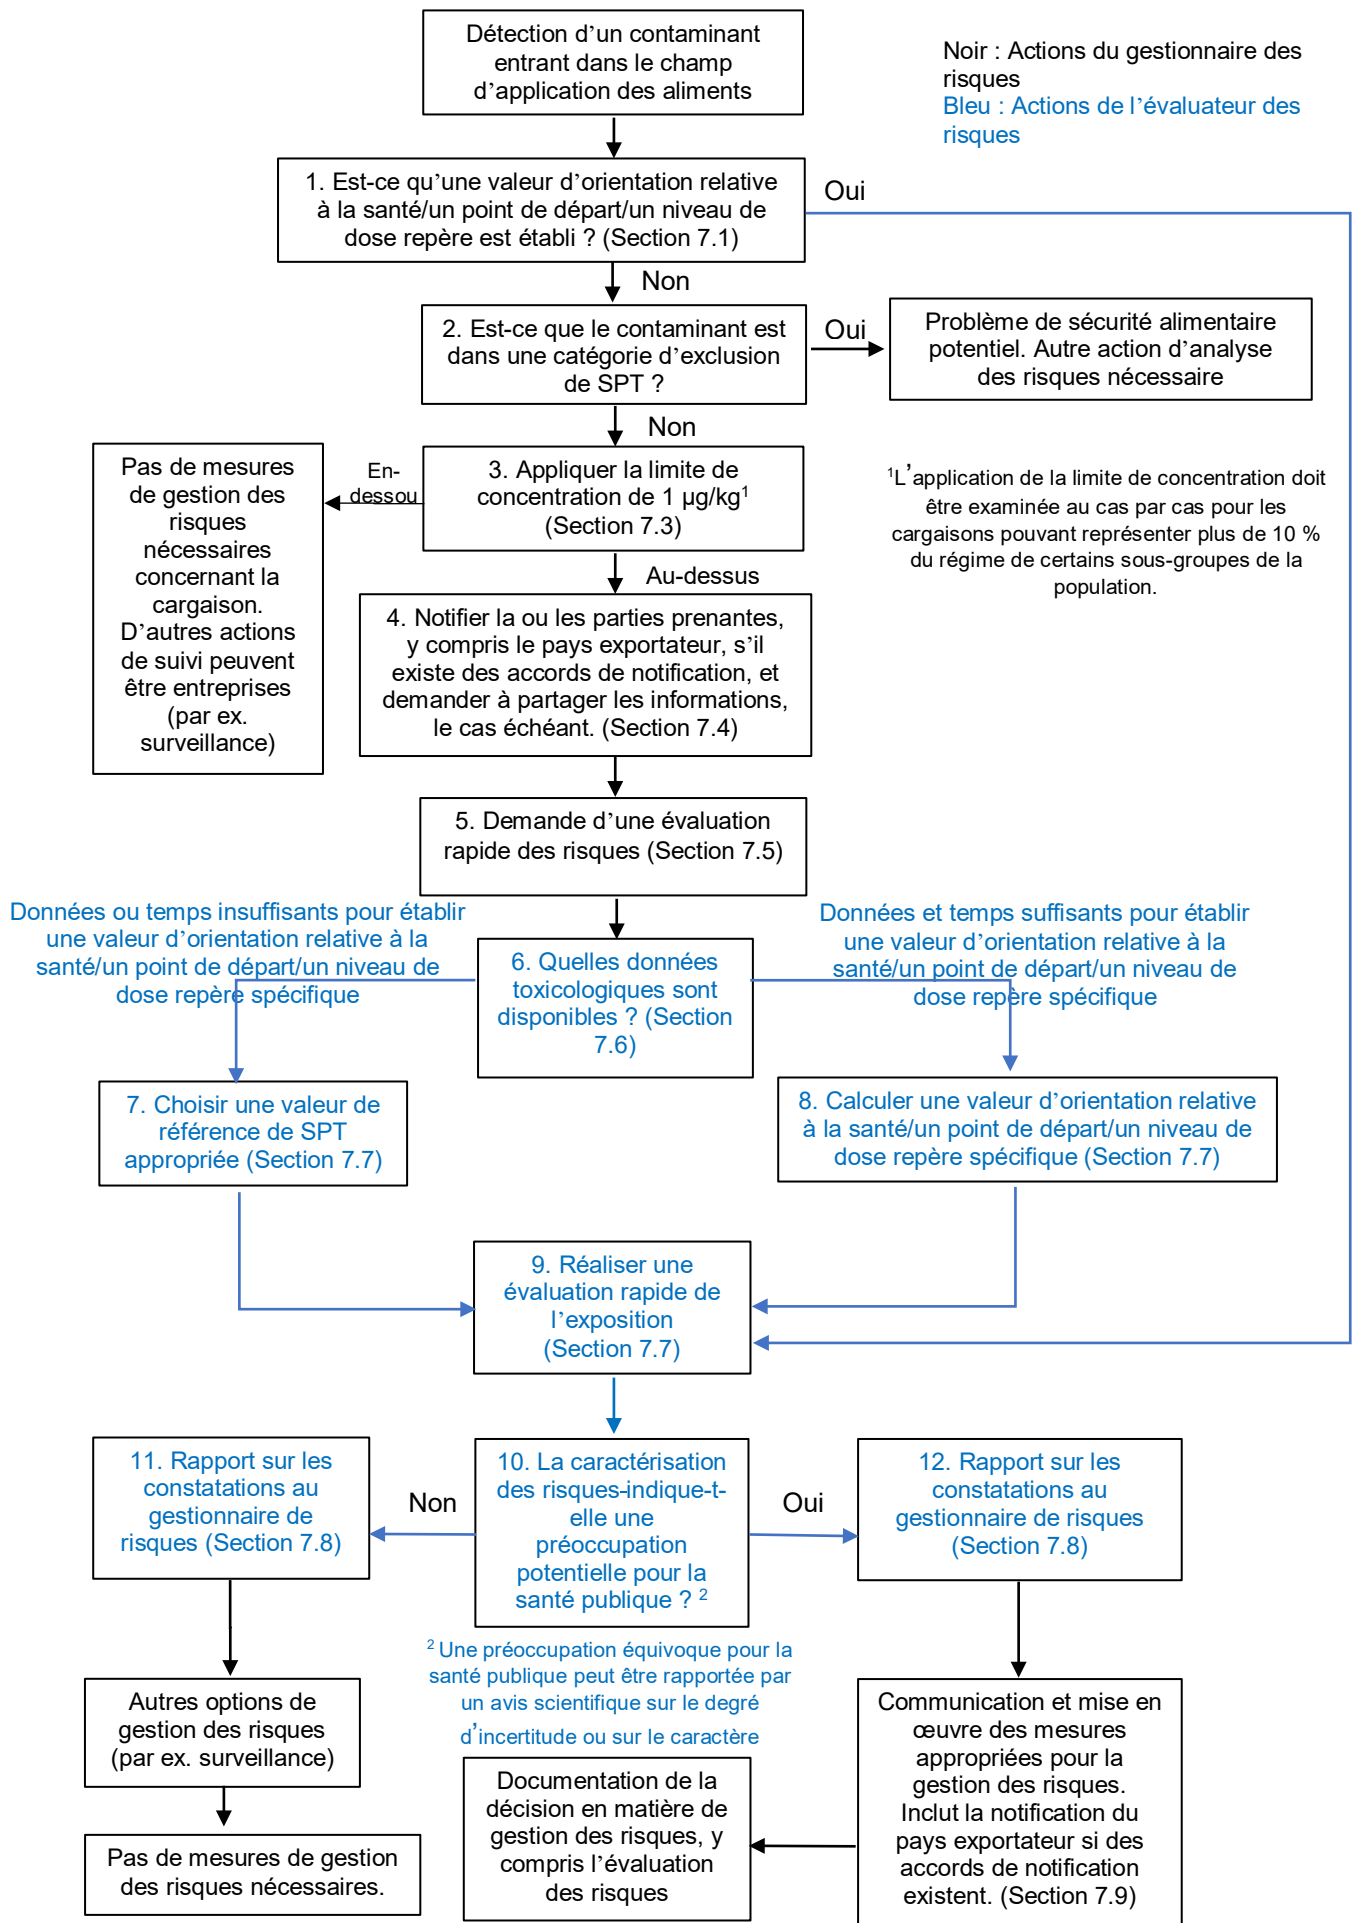 Détection d’un contaminant
entrant dans le champ
d’application des aliments
Noir : Actions du gestionnaire des
risques
Bleu : Actions de l’évaluateur des
risques
1. Est-ce qu’une valeur d’orientation relative
à la santé/un point de départ/un niveau de
dose repère est établi ? (Section 7.1)
Oui
Non
2. Est-ce que le contaminant est
dans une catégorie d’exclusion
de SPT ?
Oui
Problème de sécurité alimentaire
potentiel. Autre action d’analyse
des risques nécessaire
Non
3. Appliquer la limite de
concentration de 1 µg/kg¹
(Section 7.3)
En-
dessou
Pas de mesures
de gestion des
risques
nécessaires
concernant la
cargaison.
D’autres actions
de suivi peuvent
être entreprises
(par ex.
surveillance)
¹L’application de la limite de concentration doit
être examinée au cas par cas pour les
cargaisons pouvant représenter plus de 10 %
du régime de certains sous-groupes de la
population.
Au-dessus
4. Notifier la ou les parties prenantes,
y compris le pays exportateur, s’il
existe des accords de notification, et
demander à partager les informations,
le cas échéant. (Section 7.4)
5. Demande d’une évaluation
rapide des risques (Section 7.5)
Données ou temps insuffisants pour établir
une valeur d’orientation relative à la
santé/un point de départ/un niveau de
dose repère spécifique
Données et temps suffisants pour établir
une valeur d’orientation relative à la
santé/un point de départ/un niveau de
dose repère spécifique
6. Quelles données
toxicologiques sont
disponibles ? (Section
7.6)
7. Choisir une valeur de
référence de SPT
appropriée (Section 7.7)
8. Calculer une valeur d’orientation relative
à la santé/un point de départ/un niveau de
dose repère spécifique (Section 7.7)
9. Réaliser une
évaluation rapide de
l’exposition
(Section 7.7)
11. Rapport sur les
constatations au
gestionnaire de
risques (Section 7.8)
Non
10. La caractérisation
des risques-indique-t-
elle une
préoccupation
potentielle pour la
santé publique ? ²
Oui
12. Rapport sur les
constatations au
gestionnaire de risques
(Section 7.8)
² Une préoccupation équivoque pour la
santé publique peut être rapportée par
un avis scientifique sur le degré
d’incertitude ou sur le caractère
Autres options de
gestion des risques
(par ex. surveillance)
Pas de mesures de gestion
des risques nécessaires.
Documentation de la
décision en matière de
gestion des risques, y
compris l’évaluation
des risques
Communication et mise en
œuvre des mesures
appropriées pour la
gestion des risques.
Inclut la notification du
pays exportateur si des
accords de notification
existent. (Section 7.9)